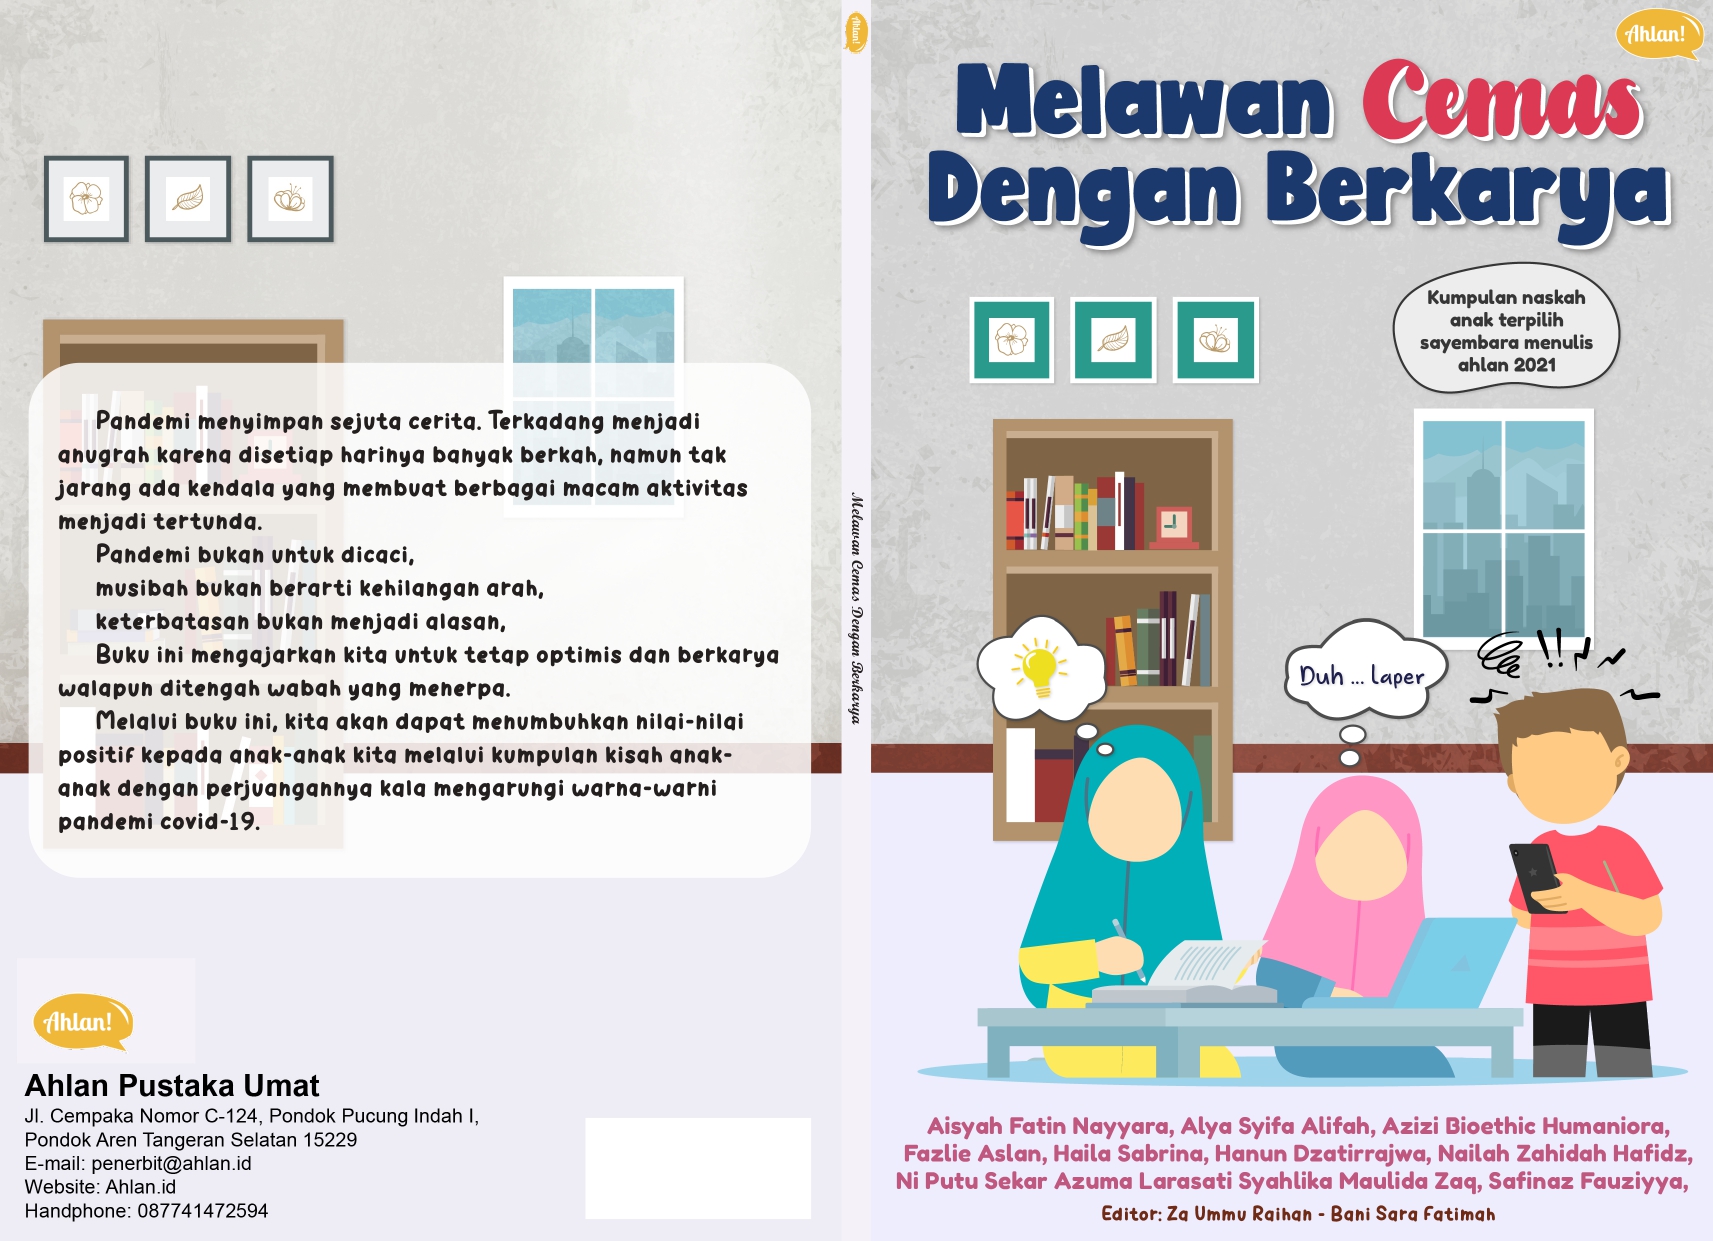 Pandemi menyimpan sejuta cerita. Terkadang menjadi
anugrah karena disetiap harinya banyak berkah, namun tak
jarang ada kendala yang membuat berbagai macam aktivitas
menjadi tertunda.
Pandemi bukan untuk dicaci,
musibah bukan berarti kehilangan arah,
keterbatasan bukan menjadi alasan,
Buku ini mengajarkan kita untuk tetap optimis dan berkarya
walapun ditengah wabah yang menerpa.
Melalui buku ini, kita akan dapat menumbuhkan nilai-nilai
positif kepada anak-anak kita melalui kumpulan kisah anak-
anak dengan perjuangannya kala mengarungi warna-warni
pandemi covid-19.
Ahlan!
Ahlan Pustaka Umat
Jl. Cempaka Nomor C-124, Pondok Pucung Indah I,
Pondok Aren Tangeran Selatan 15229
E-mail: penerbit@ahlan.id
Website: Ahlan.id
Handphone: 087741472594
Ahlan!
Melawan Cemas Dengan Berkarya
Ahlan!
Melawan Cemas
Dengan Berkarya
Kumpulan naskah
anak terpilih
sayembara menulis
ahlan 2021
Duh ... laper
Aisyah Fatin Nayyara, Alya Syifa Alifah, Azizi Bioethic Humaniora,
Fazlie Aslan, Haila Sabrina, Hanun Dzatirrajwa, Nailah Zahidah Hafidz,
Ni Putu Sekar Azuma Larasati Syahlika Maulida Zaq, Safinaz Fauziyya,
Editor: Za Ummu Raihan - Bani Sara Fatimah